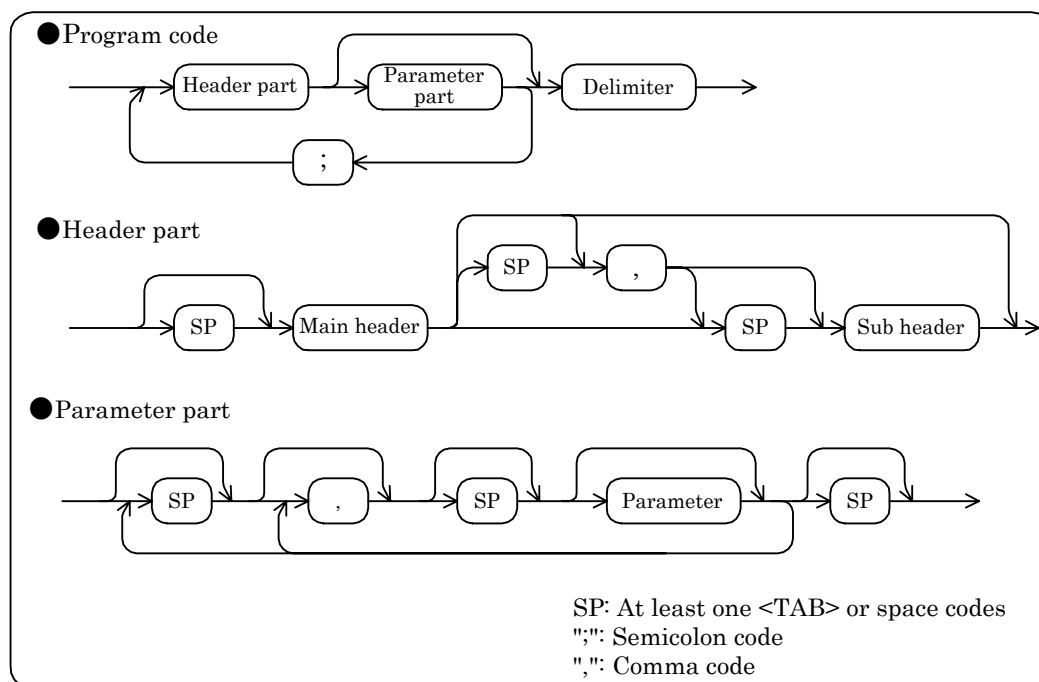 ●Program code
Header part
Parameter
part
Delimiter
;
●Header part
SP
,
SP
Main header
SP
Sub header
●Parameter part
SP
,
SP
Parameter
SP
SP: At least one <TAB> or space codes
";": Semicolon code
",": Comma code